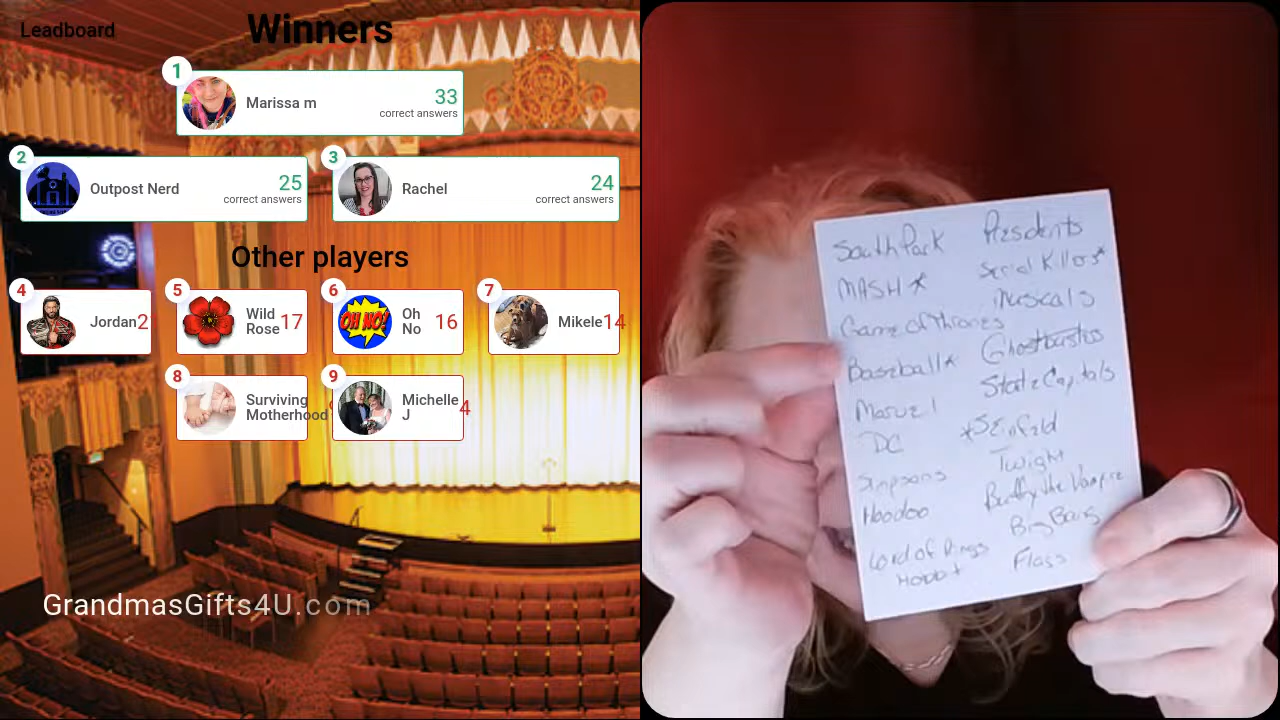 Leadboard
Winners
1
Marissa m
33
correct answers
2
Outpost Nerd
25
correct answers
3
Rachel
24
correct answers
Other players
4
Jordan
2
5
Wild
Rose
17
6
OH NO!
Oh
No
16
7
Mikele
14
8
Surviving
Motherhood
9
Michelle
J
4
GrandmasGifts4U.com
South Park
MASH *
Game of Thrones
Baseball *
Marvel
DC
Simpsons
Hoodoo
Lord of Rings
Hobbit
Presidents
Serial Killers *
Musicals
Ghostbusters
State Capitals
* Seinfeld
Twight
Buffy the Vampire
Big Bang
Flags